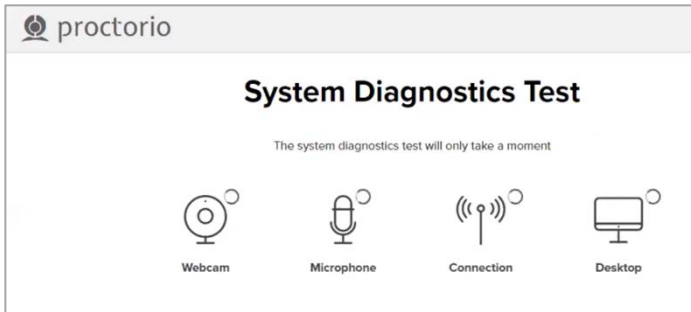 proctorio
System Diagnostics Test
The system diagnostics test will only take a moment
Webcam Microphone Connection Desktop